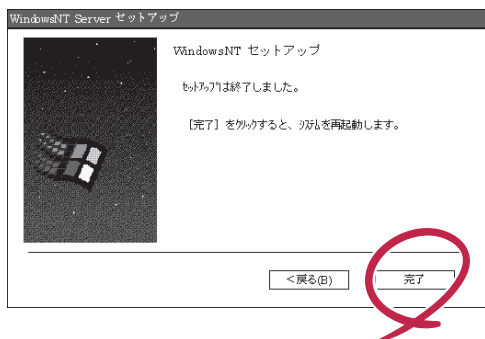 WindowsNT Server セットアップ
WindowsNT セットアップ
ｾｯﾄｱｯﾌﾟは終了しました。
［完了］ をｸﾘｯｸすると、ｼｽﾃﾑを再起動します。
<戻る(B)
完了